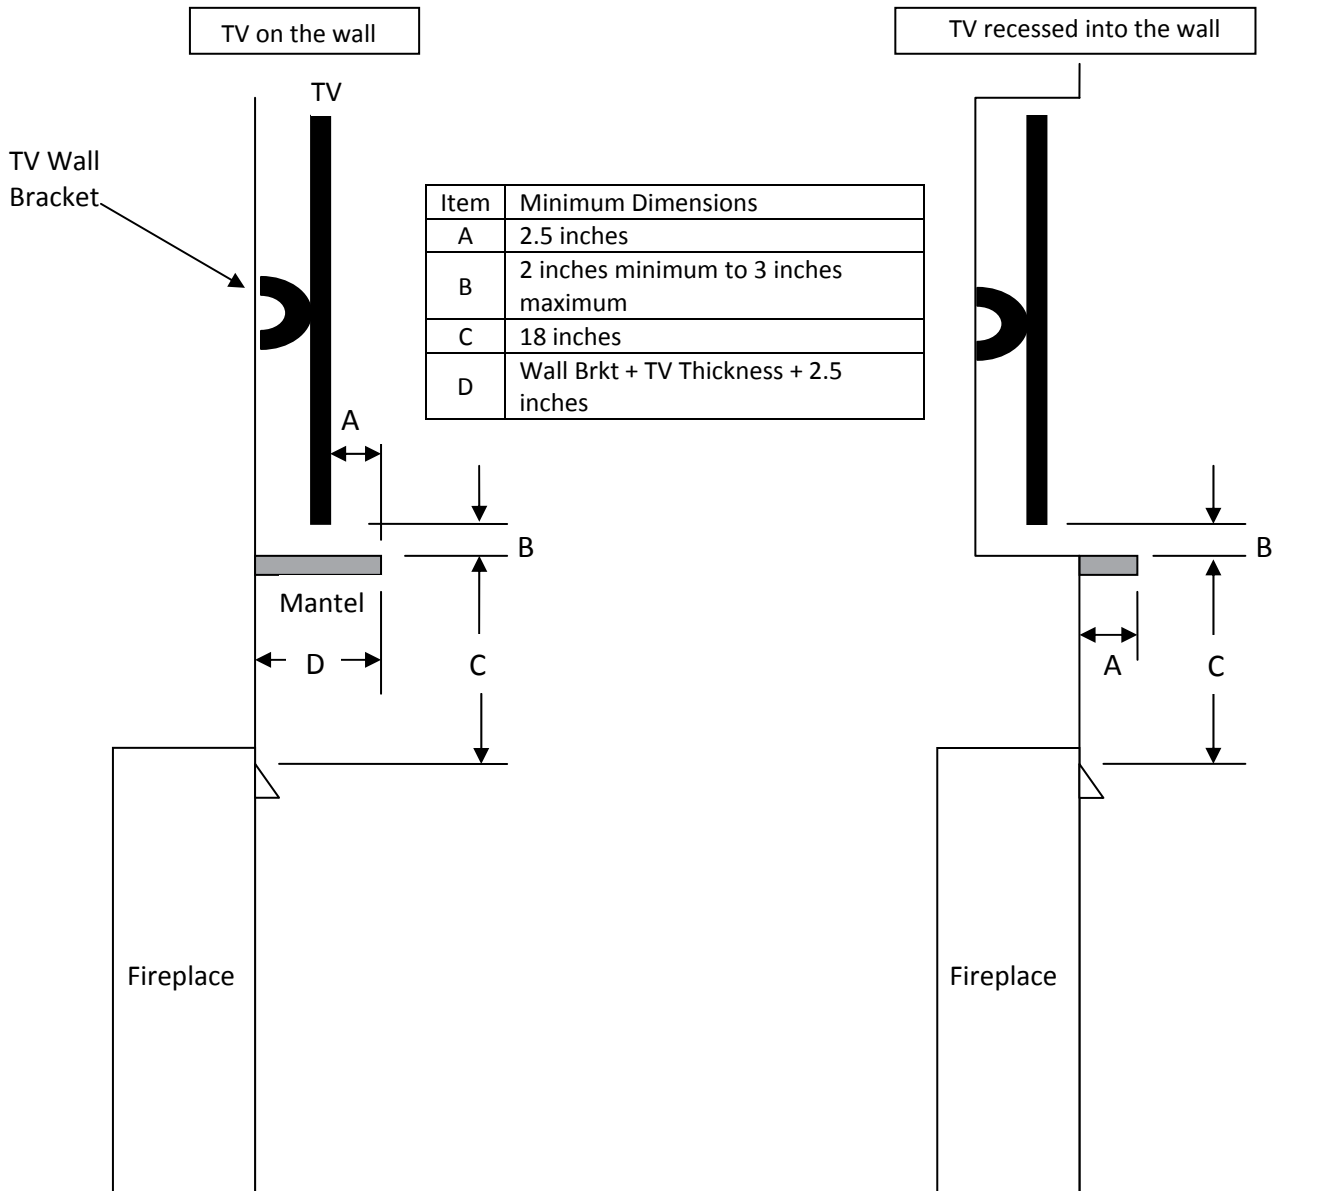 TV on the wall
TV recessed into the wall
TV
TV Wall
Bracket
Item Minimum Dimensions
A 2.5 inches
B 2 inches minimum to 3 inches
maximum
C 18 inches
D Wall Brkt + TV Thickness + 2.5
inches
A
B
Mantel
D
C
Fireplace
B
A
C
Fireplace